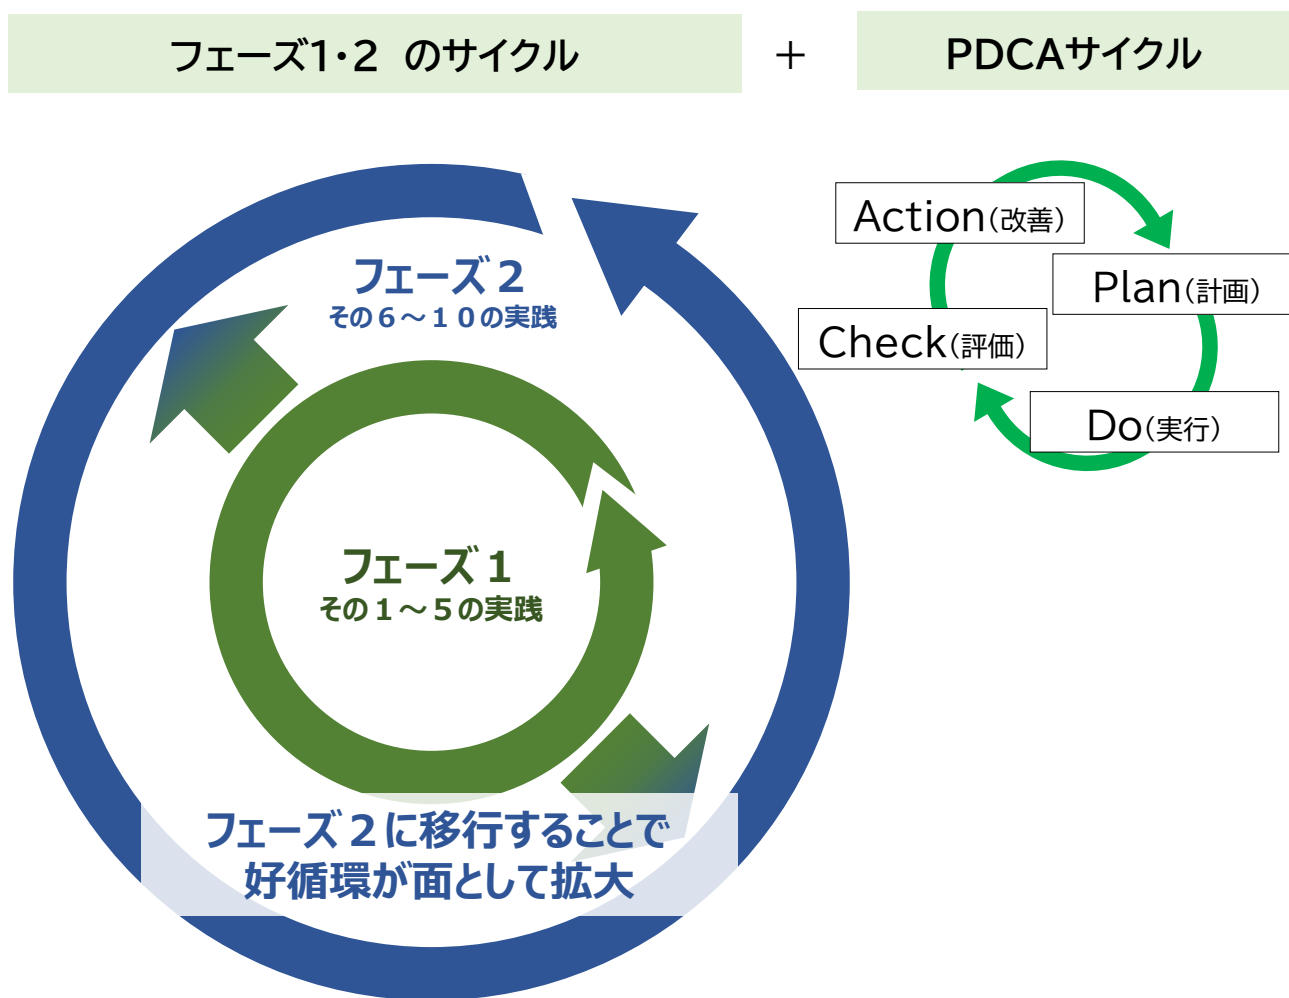 フェーズ1・2 のサイクル
＋
PDCAサイクル
Action(改善)
Plan(計画)
Check(評価)
Do(実行)
フェーズ２
その６～１０の実践
フェーズ１
その１～５の実践
フェーズ２に移行することで
好循環が面として拡大